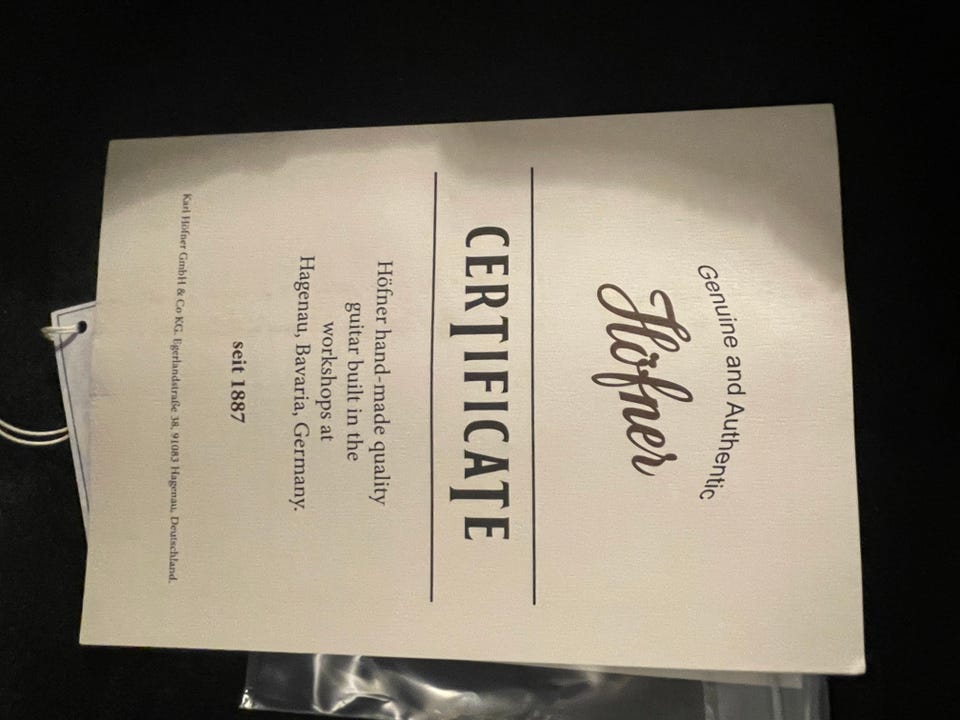 Genuine and Authentic
Höfner
CERTIFICATE
Höfner hand-made quality
guitar built in the
workshops at
Hagenau, Bavaria, Germany.
seit 1887
Karl Höfner GmbH & Co KG. Egerlandstraße 38, 91083 Hagenau, Deutschland.